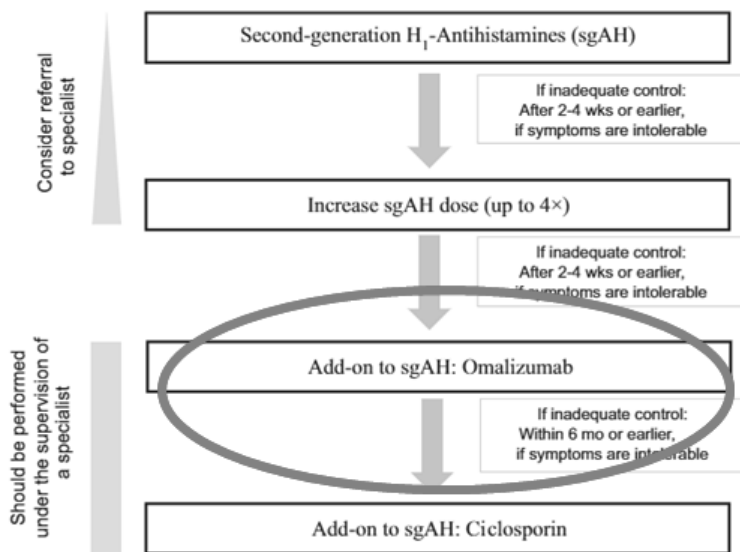 Second-generation H₁-Antihistamines (sgAH)
If inadequate control:
After 2-4 wks or earlier,
if symptoms are intolerable
Consider referral
to specialist
Increase sgAH dose (up to 4×)
If inadequate control:
After 2-4 wks or earlier,
if symptoms are intolerable
Add-on to sgAH: Omalizumab
If inadequate control:
Within 6 mo or earlier,
if symptoms are intolerable
Should be performed
under the supervision of
a specialist
Add-on to sgAH: Ciclosporin